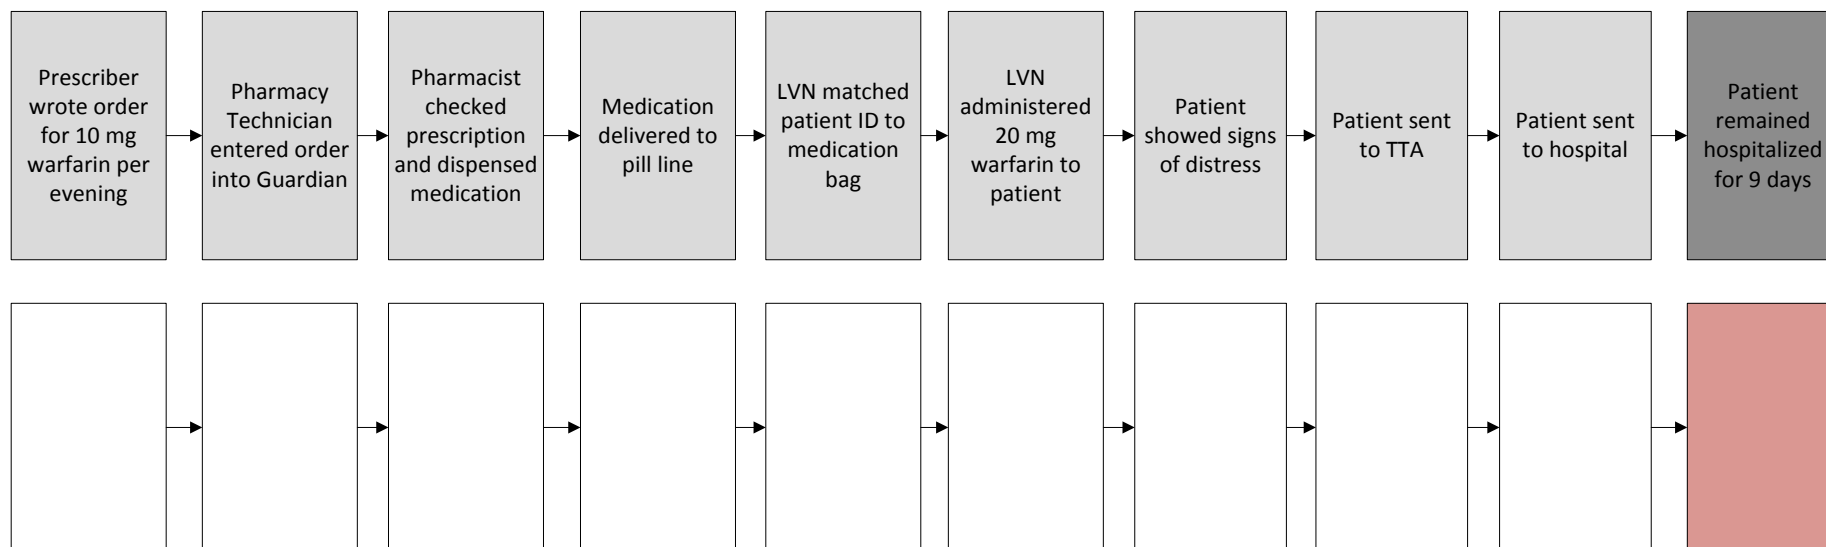 Prescriber
wrote order
for 10 mg
warfarin per
evening
Pharmacy
Technician
entered order
into Guardian
Pharmacist
checked
prescription
and dispensed
medication
Medication
delivered to
pill line
LVN matched
patient ID to
medication
bag
LVN
administered
20 mg
warfarin to
patient
Patient
showed signs
of distress
Patient sent
to TTA
Patient sent
to hospital
Patient
remained
hospitalized
for 9 days